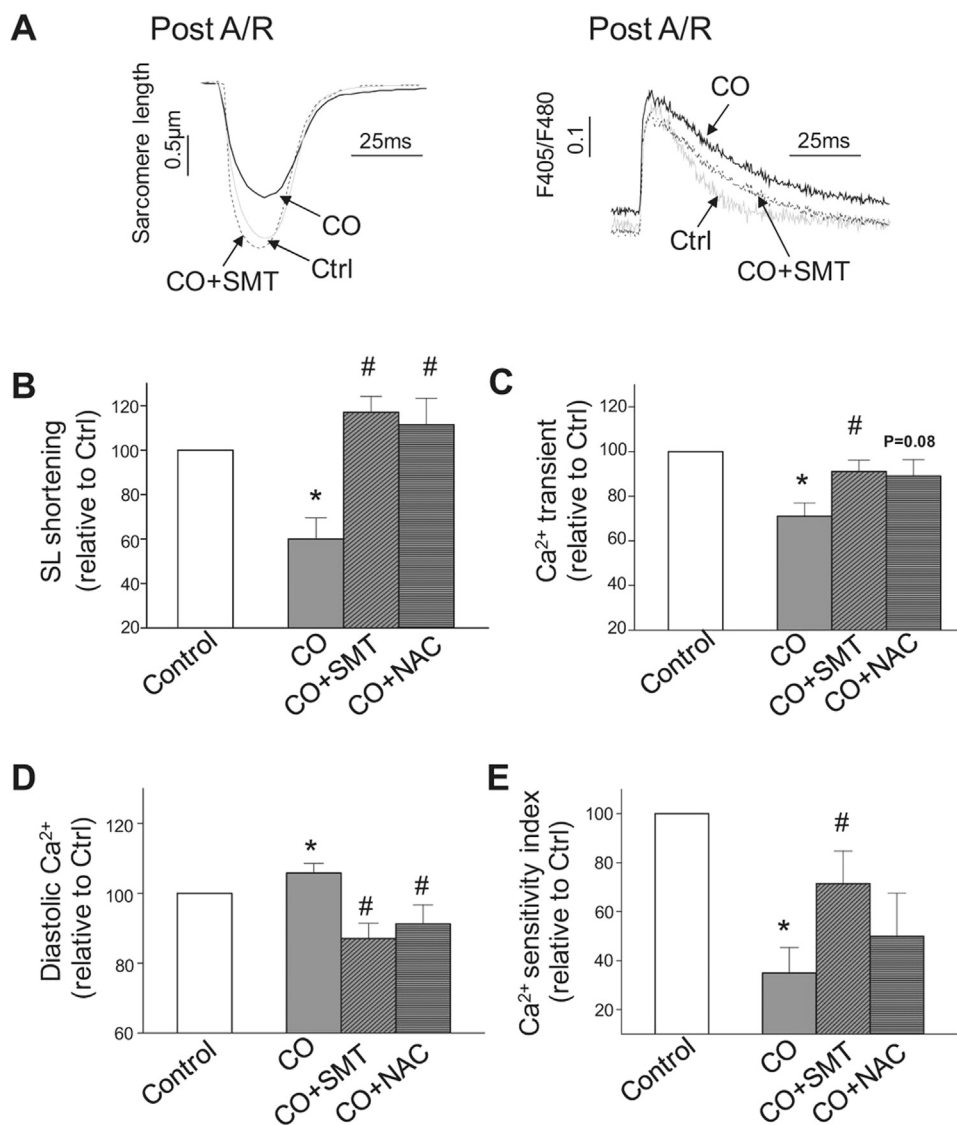 A
Post A/R
Post A/R
Sarcomere length
0.5µm
25ms
CO
Ctrl
CO+SMT
F405/F480
0.1
CO
25ms
Ctrl
CO+SMT
B
SL shortening
(relative to Ctrl)
120
100
80
60
40
20
*
#
#
Control
CO
CO+SMT
CO+NAC
C
Ca²⁺ transient
(relative to Ctrl)
120
100
80
60
40
20
*
#
P=0.08
Control
CO
CO+SMT
CO+NAC
D
Diastolic Ca²⁺
(relative to Ctrl)
120
100
80
60
*
#
#
Control
CO
CO+SMT
CO+NAC
E
Ca²⁺ sensitivity index
(relative to Ctrl)
100
80
60
40
20
*
#
Control
CO
CO+SMT
CO+NAC